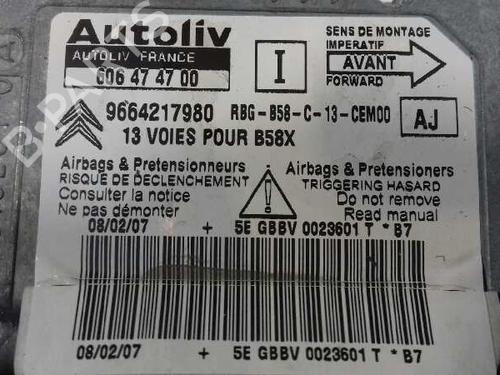 Autoliv
AUTOLIV FRANCE
606 47 47 00
I
SENS DE MONTAGE
IMPERATIF
AVANT
FORWARD
9664217980 RBG-B58-C-13-CEM00
AJ
13 VOIES POUR B58X
Airbags & Pretensionneurs
RISQUE DE DECLENCHEMENT
Consulter la notice
Ne pas démonter
Airbags & Pretensioners
TRIGGERING HASARD
Do not remove
Read manual
08/02/07 + 5E GBBV 0023601 T * B7
08/02/07 + 5E GBBV 0023601 T * B7